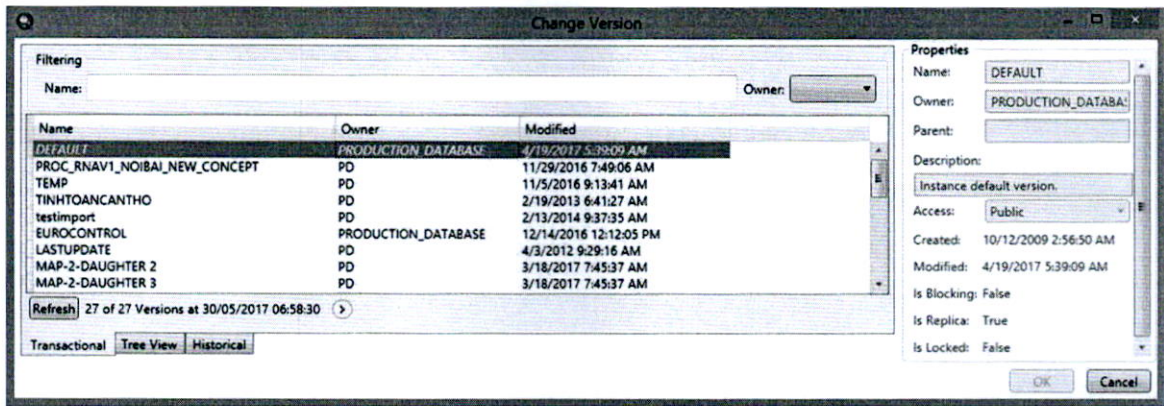 Change Version
Filtering
Name:
Owner:
Name Owner Modified
DEFAULT PRODUCTION_DATABASE 4/19/2017 5:39:09 AM
PROC_RNAV1_NOIBAI_NEW_CONCEPT PD 11/29/2016 7:49:06 AM
TEMP PD 11/5/2016 9:13:41 AM
TINHTOANCANTHO PD 2/19/2013 6:41:27 AM
testimport PD 2/13/2014 9:37:35 AM
EUROCONTROL PRODUCTION_DATABASE 12/14/2016 12:12:05 PM
LASTUPDATE PD 4/3/2012 9:29:16 AM
MAP-2-DAUGHTER 2 PD 3/18/2017 7:45:37 AM
MAP-2-DAUGHTER 3 PD 3/18/2017 7:45:37 AM
Refresh 27 of 27 Versions at 30/05/2017 06:58:30
Transactional Tree View Historical
Properties
Name: DEFAULT
Owner: PRODUCTION_DATABA
Parent:
Description:
Instance default version.
Access: Public
Created: 10/12/2009 2:56:50 AM
Modified: 4/19/2017 5:39:09 AM
Is Blocking: False
Is Replica: True
Is Locked: False
OK Cancel